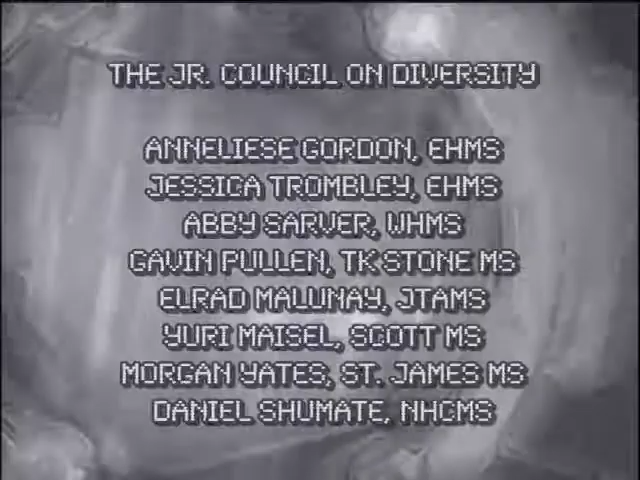 THE JR. COUNCIL ON DIVERSITY
ANNELIESE GORDON, EHMS
JESSICA TROMBLEY, EHMS
ABBY SARVER, WHMS
GAVIN PULLEN, TK STONE MS
ELRAD MALUNAY, JTAMS
YURI MAISEL, SCOTT MS
MORGAN YATES, ST. JAMES MS
DANIEL SHUMATE, NHCMS